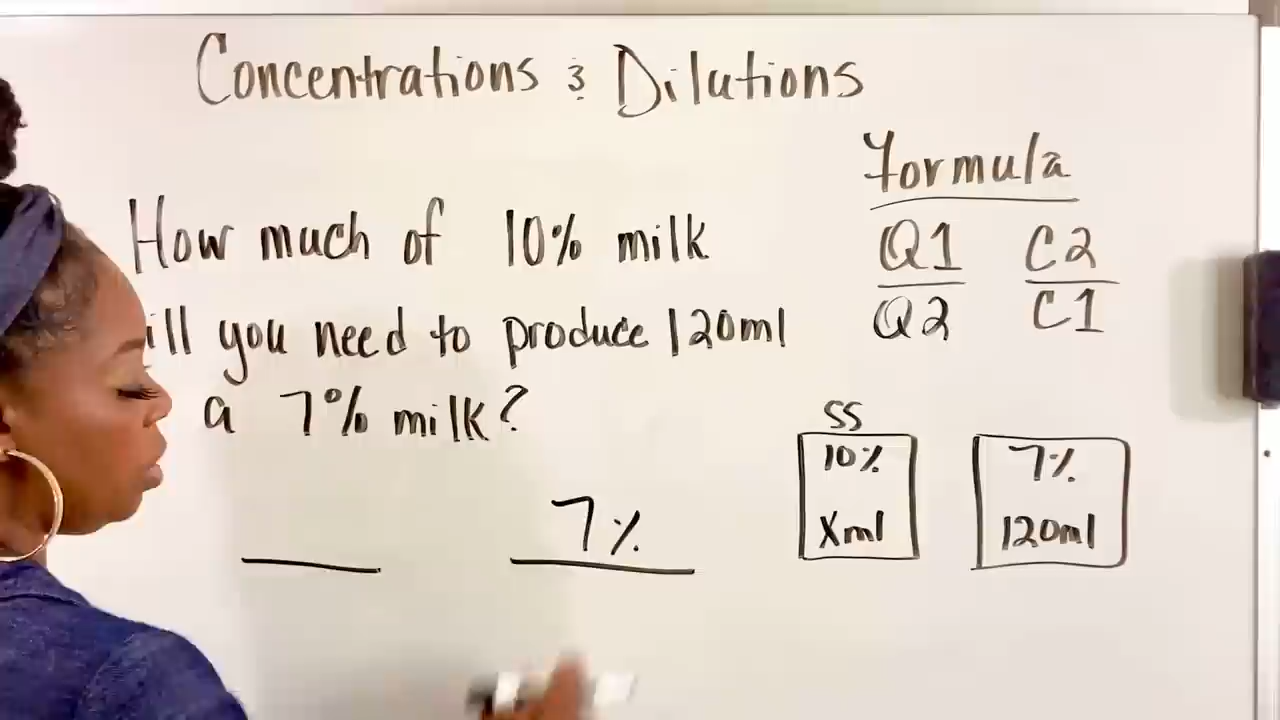 Concentrations & Dilutions
How much of 10% milk
ill you need to produce 120ml
a 7% milk?
7%
Formula
Q1 C2
Q2 C1
SS
10% 7%
Xml 120ml